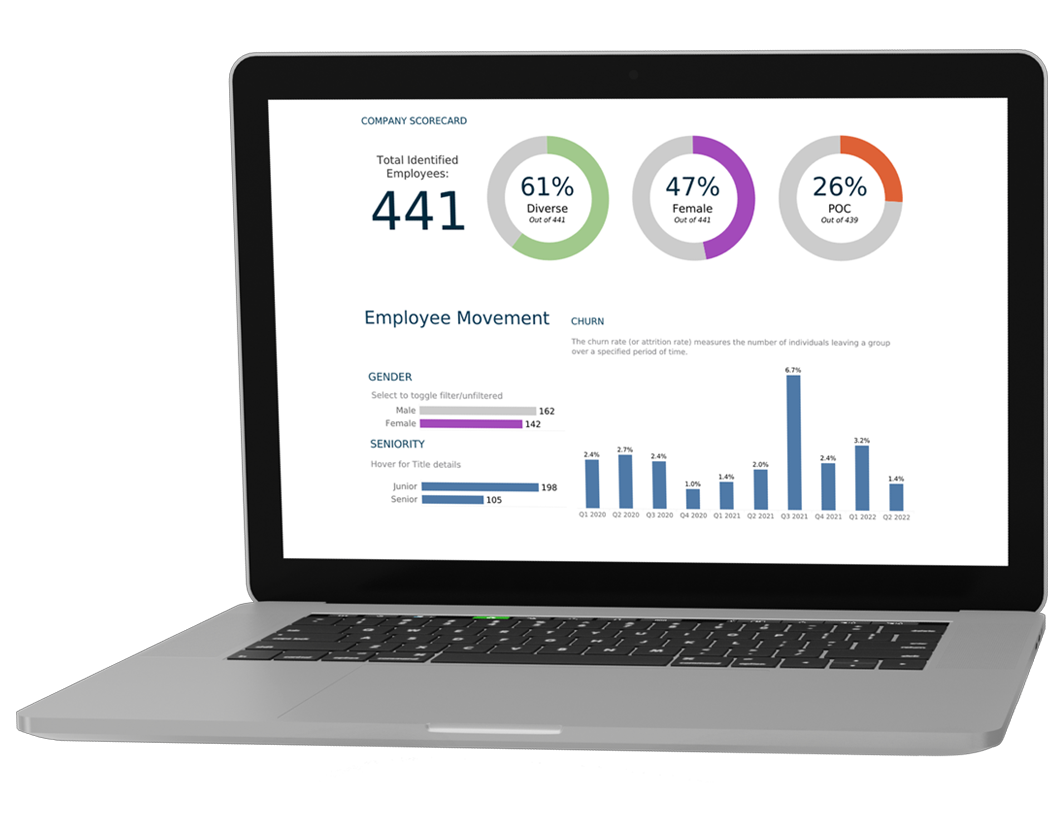 COMPANY SCORECARD
Total Identified
Employees:
441
61%
Diverse
Out of 441
47%
Female
Out of 441
26%
POC
Out of 439
Employee Movement
CHURN
The churn rate (or attrition rate) measures the number of individuals leaving a group
over a specified period of time.
GENDER
Select to toggle filter/unfiltered
Male 162
Female 142
SENIORITY
Hover for Title details
Junior 198
Senior 105
2.4% 2.7% 2.4% 1.0% 1.4% 2.0% 6.7% 2.4% 3.2% 1.4%
Q1 2020 Q2 2020 Q3 2020 Q4 2020 Q1 2021 Q2 2021 Q3 2021 Q4 2021 Q1 2022 Q2 2022